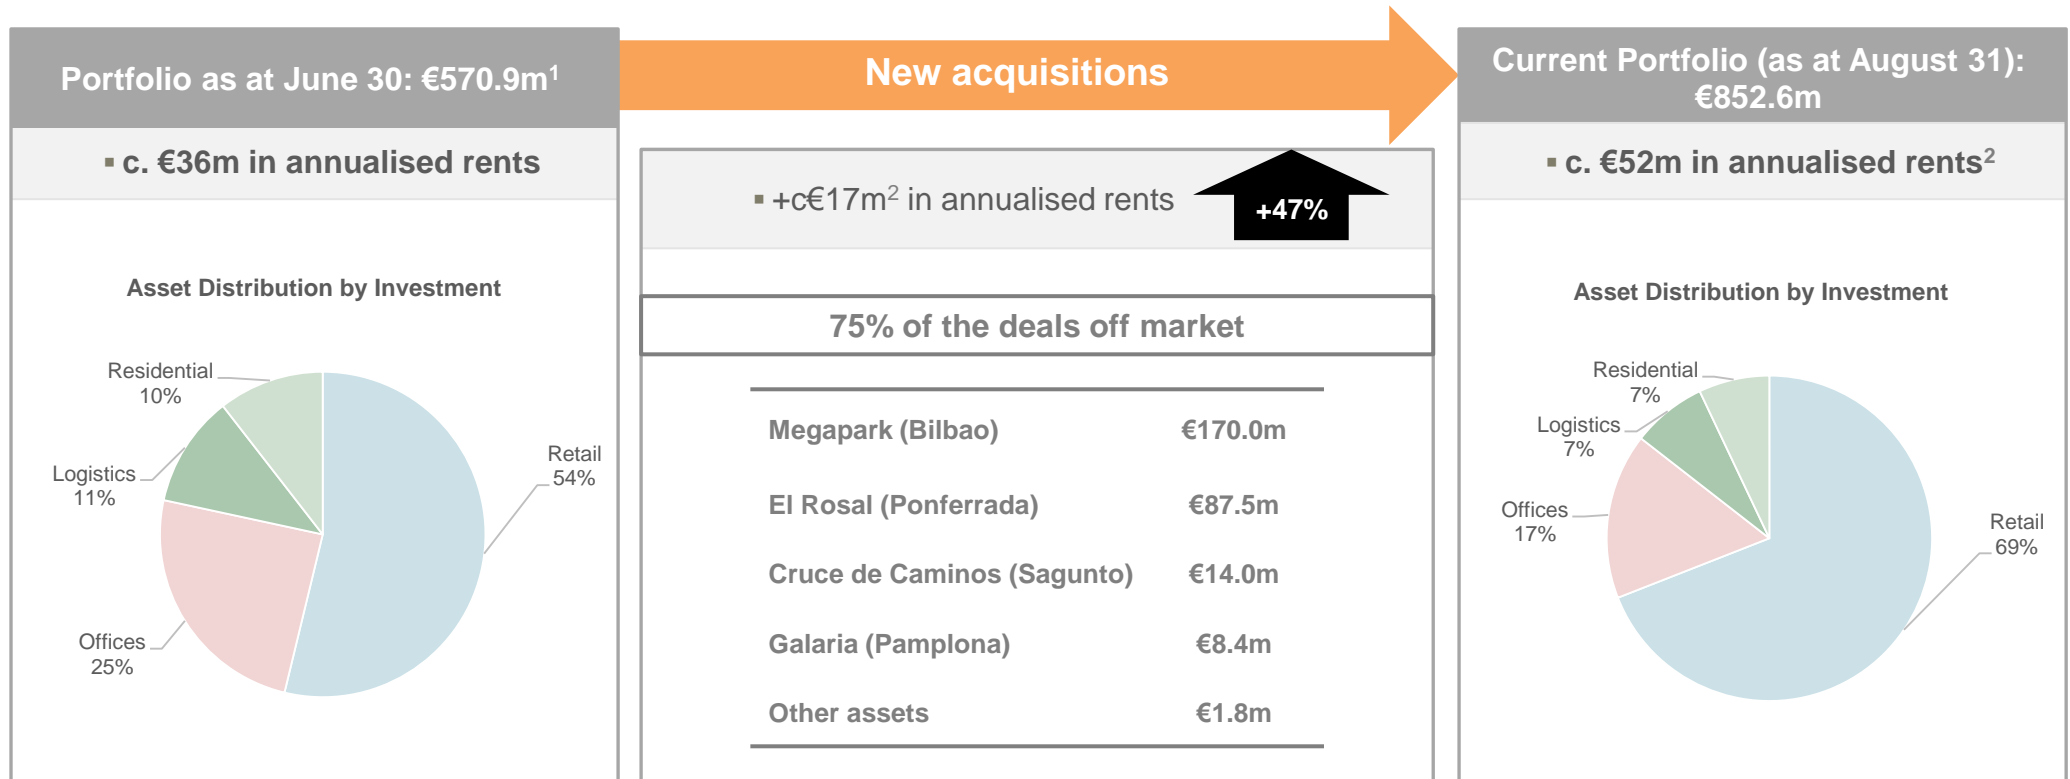 Portfolio as at June 30: €570.9m¹
▪ c. €36m in annualised rents
Asset Distribution by Investment
Residential
10%
Logistics
11%
Retail
54%
Offices
25%
New acquisitions
▪ +c€17m² in annualised rents
+47%
75% of the deals off market
Megapark (Bilbao) €170.0m
El Rosal (Ponferrada) €87.5m
Cruce de Caminos (Sagunto) €14.0m
Galaria (Pamplona) €8.4m
Other assets €1.8m
Current Portfolio (as at August 31):
€852.6m
▪ c. €52m in annualised rents²
Asset Distribution by Investment
Residential
7%
Logistics
7%
Offices
17%
Retail
69%